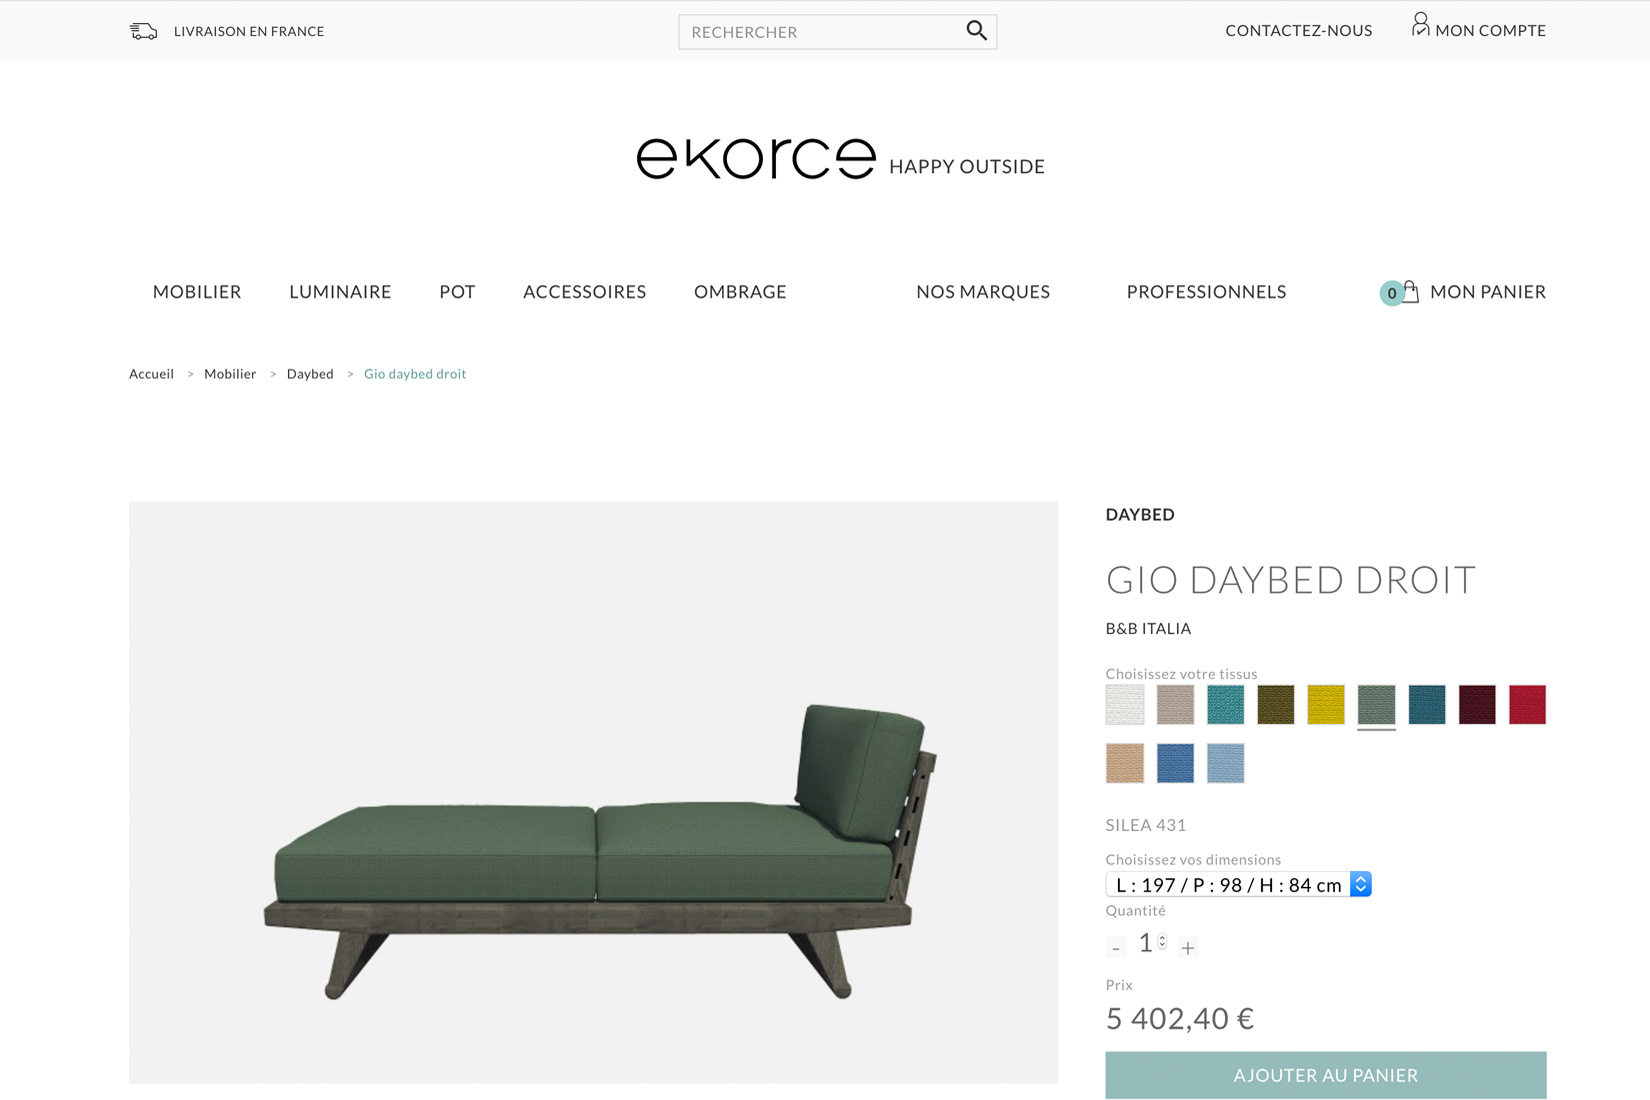 LIVRAISON EN FRANCE
RECHERCHER
CONTACTEZ-NOUS
MON COMPTE
ekorce HAPPY OUTSIDE
MOBILIER
LUMINAIRE
POT
ACCESSOIRES
OMBRAGE
NOS MARQUES
PROFESSIONNELS
0 MON PANIER
Accueil > Mobilier > Daybed > Gio daybed droit
DAYBED
GIO DAYBED DROIT
B&B ITALIA
Choisissez votre tissus
SILEA 431
Choisissez vos dimensions
L : 197 / P : 98 / H : 84 cm
Quantité
- 1 +
Prix
5 402,40 €
AJOUTER AU PANIER